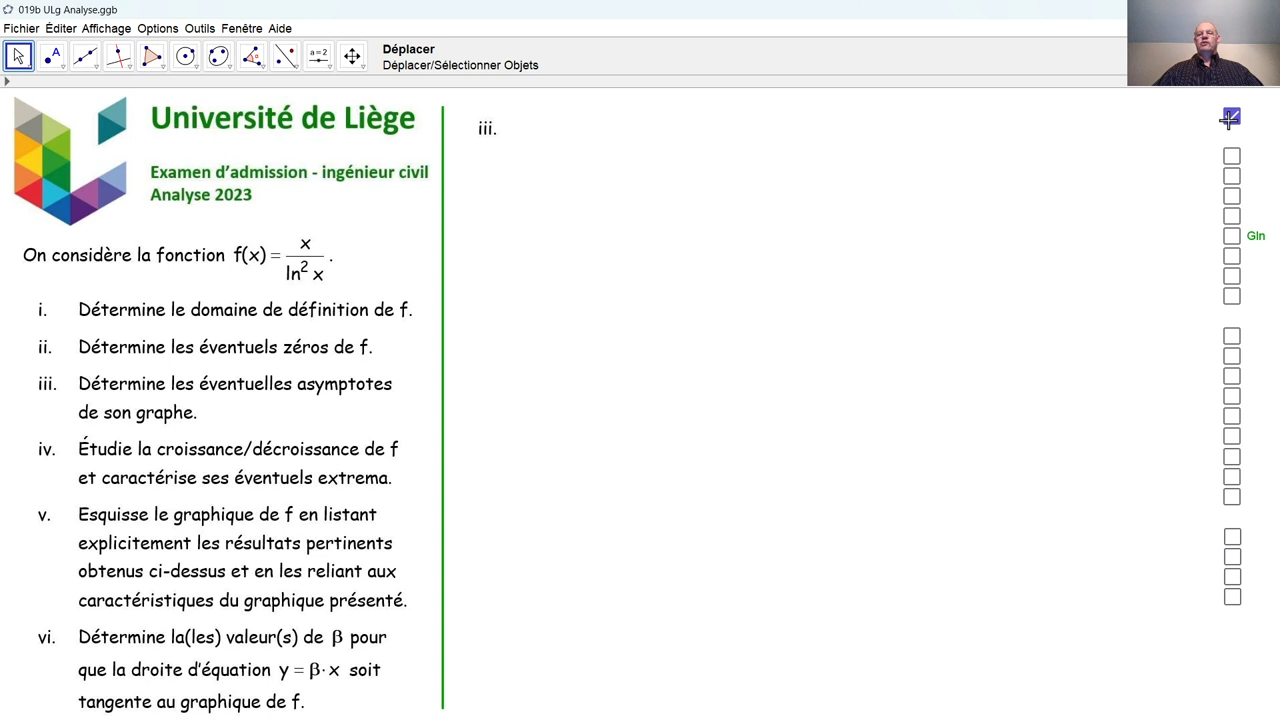 019b ULg Analyse.ggb
Fichier Éditer Affichage Options Outils Fenêtre Aide
A
a=2
Déplacer
Déplacer/Sélectionner Objets
Université de Liège
Examen d’admission - ingénieur civil
Analyse 2023
On considère la fonction f(x) = x / ln² x .
i. Détermine le domaine de définition de f.
ii. Détermine les éventuels zéros de f.
iii. Détermine les éventuelles asymptotes
de son graphe.
iv. Étudie la croissance/décroissance de f
et caractérise ses éventuels extrema.
v. Esquisse le graphique de f en listant
explicitement les résultats pertinents
obtenus ci-dessus et en les reliant aux
caractéristiques du graphique présenté.
vi. Détermine la(les) valeur(s) de β pour
que la droite d’équation y = β·x soit
tangente au graphique de f.
iii.
Gln